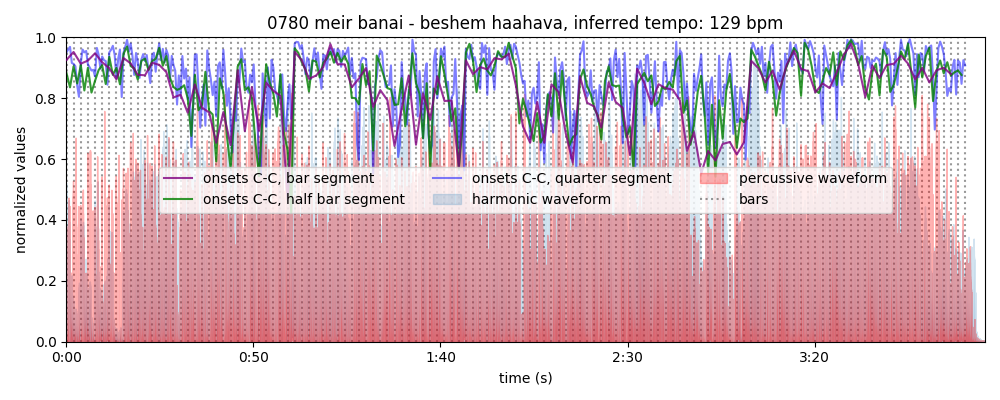 0780 meir banai - beshem haahava, inferred tempo: 129 bpm
normalized values
1.0
0.8
0.6
0.4
0.2
0.0
onsets C-C, bar segment
onsets C-C, half bar segment
onsets C-C, quarter segment
harmonic waveform
percussive waveform
bars
0:00 0:50 1:40 2:30 3:20
time (s)